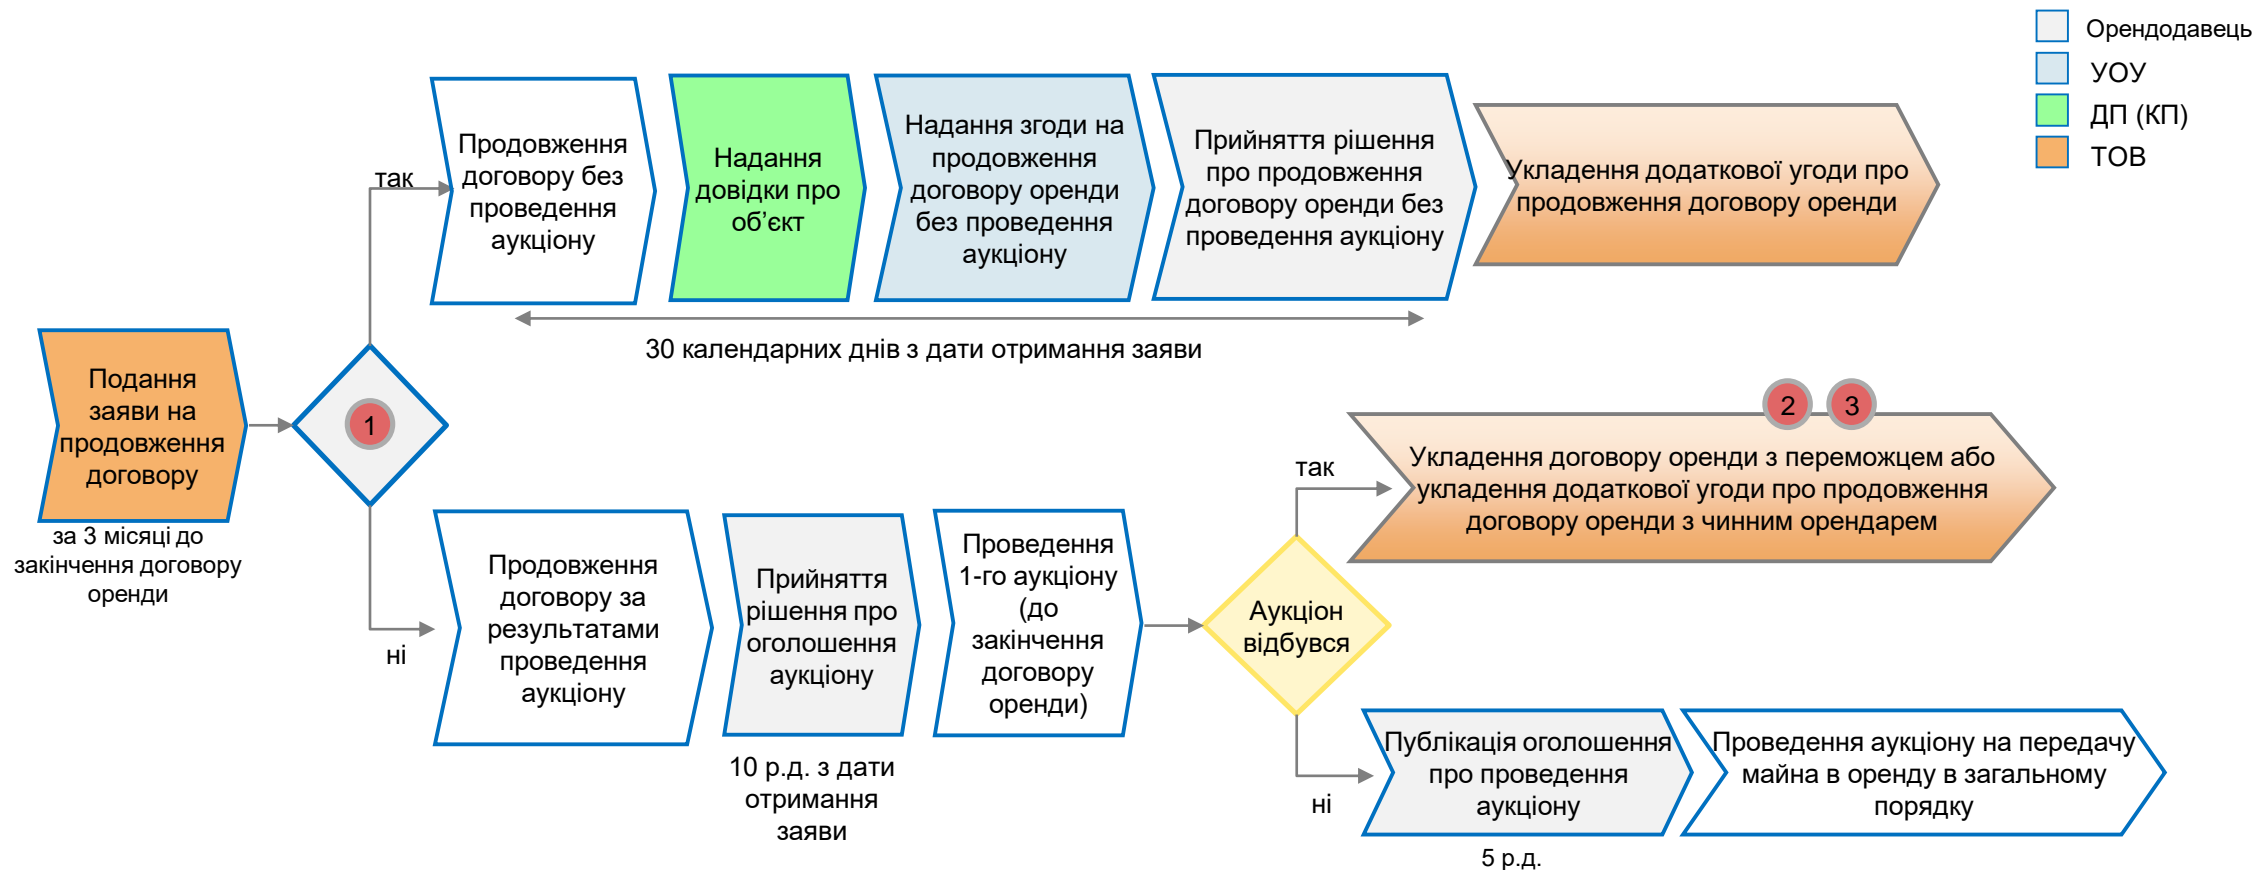 Орендодавець
УОУ
ДП (КП)
ТОВ
так
Продовження
договору без
проведення
аукціону
Надання
довідки про
об’єкт
Надання згоди на
продовження
договору оренди
без проведення
аукціону
Прийняття рішення
про продовження
договору оренди без
проведення аукціону
Укладення додаткової угоди про
продовження договору оренди
30 календарних днів з дати отримання заяви
Подання
заяви на
продовження
договору
за 3 місяці до
закінчення договору
оренди
1
ні
Продовження
договору за
результатами
проведення
аукціону
Прийняття
рішення про
оголошення
аукціону
10 р.д. з дати
отримання
заяви
Проведення
1-го аукціону
(до
закінчення
договору
оренди)
Аукціон
відбувся
так
2
3
Укладення договору оренди з переможцем або
укладення додаткової угоди про продовження
договору оренди з чинним орендарем
ні
Публікація оголошення
про проведення
аукціону
5 р.д.
Проведення аукціону на передачу
майна в оренду в загальному
порядку